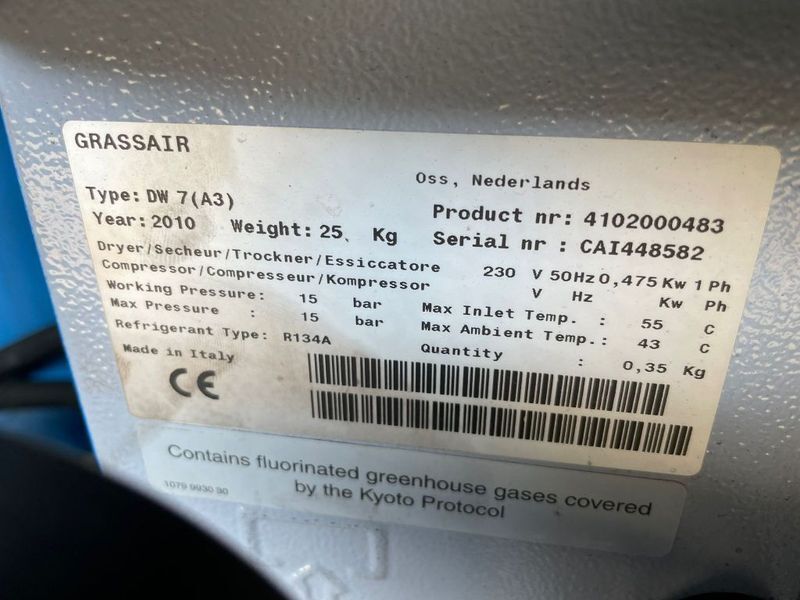 GRASSAIR
Oss, Nederlands
Type: DW 7(A3)
Product nr: 4102000483
Year: 2010 Weight: 25 Kg
Serial nr : CAI448582
Dryer/Secheur/Trockner/Essiccatore 230 V 50Hz 0,475 Kw 1 Ph
Compressor/Compresseur/Kompressor V Hz Kw Ph
Working Pressure: 15 bar Max Inlet Temp. : 55 C
Max Pressure : 15 bar Max Ambient Temp.: 43 C
Refrigerant Type: R134A Quantity : 0,35 Kg
Made in Italy
CE
Contains fluorinated greenhouse gases covered
by the Kyoto Protocol
1079 9930 90